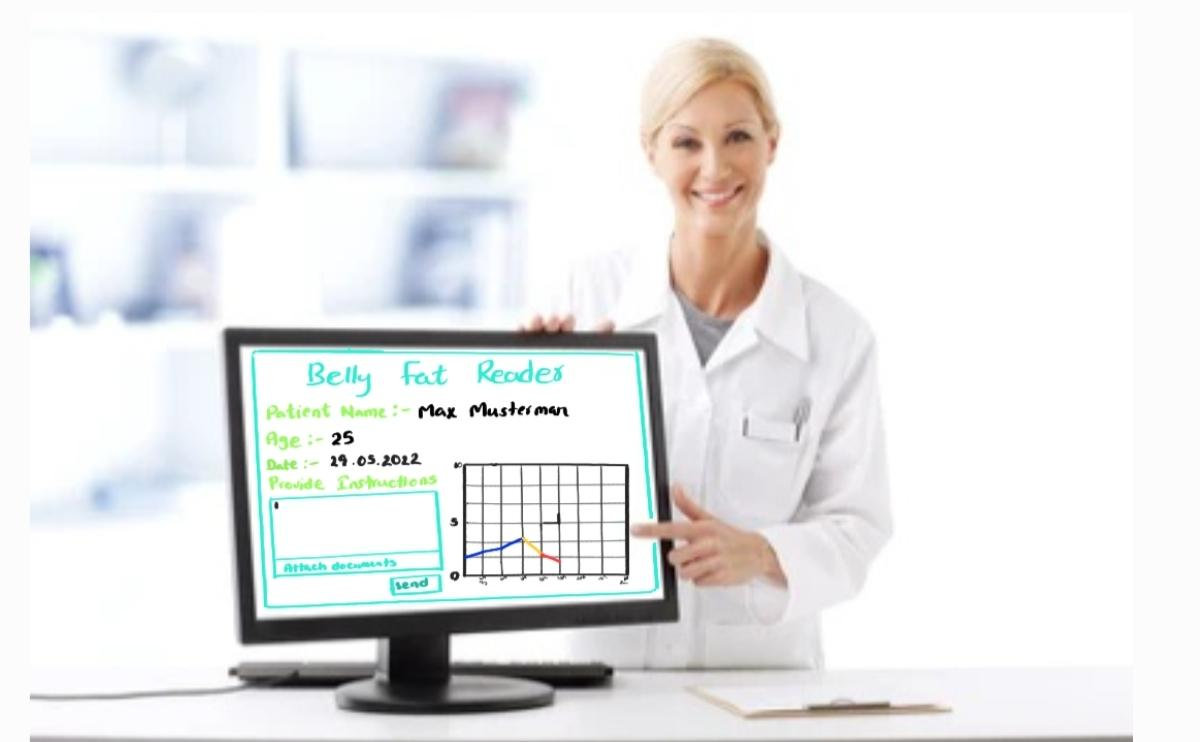 Belly Fat Reader
Patient Name :- Max Musterman
Age :- 25
Date :- 29.05.2022
Provide Instructions
Attach documents
Send
10
5
0